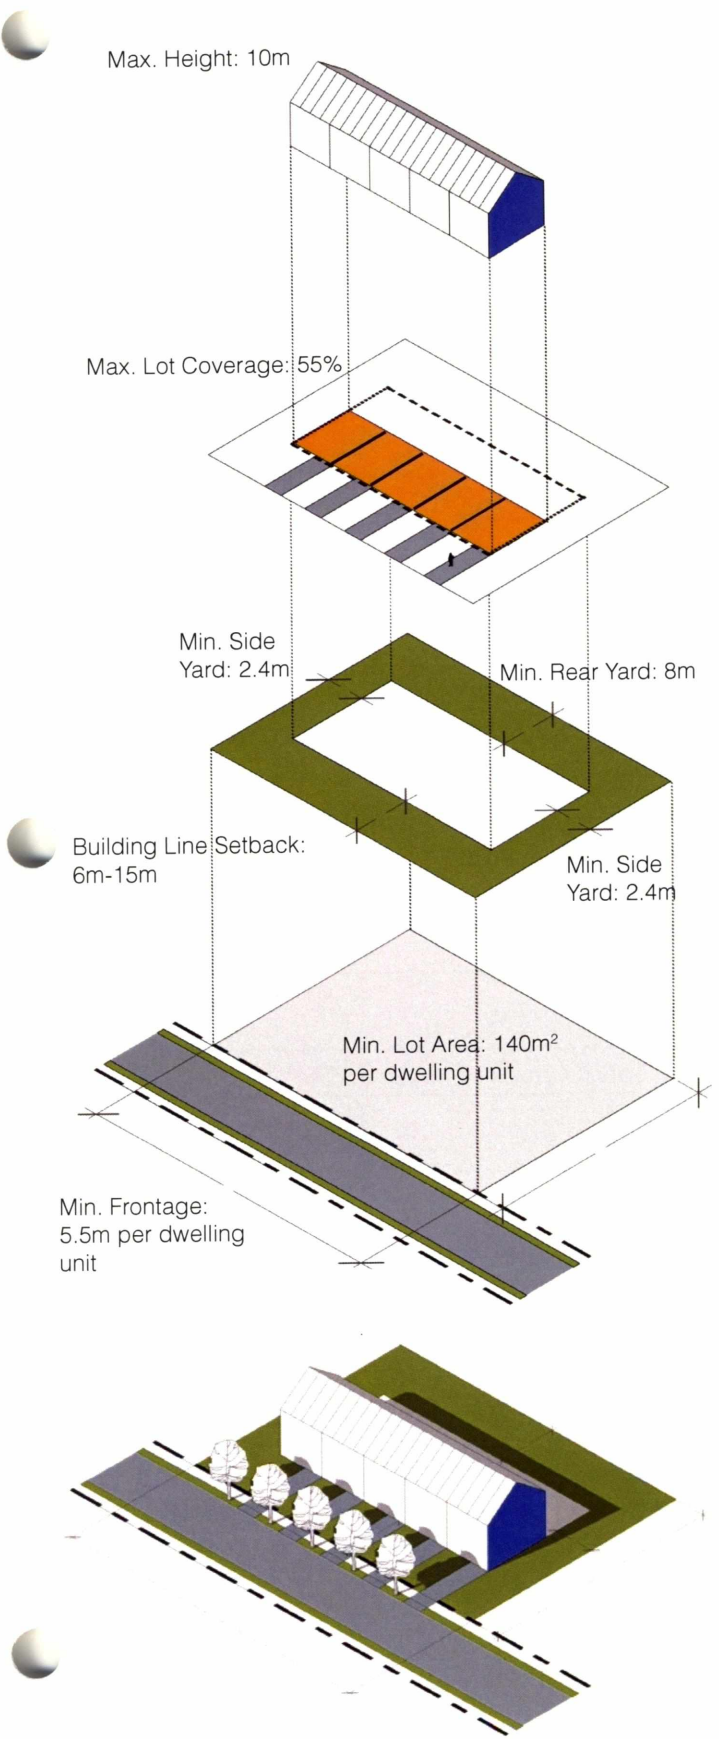 Max. Height: 10m
Max. Lot Coverage: 55%
Min. Side
Yard: 2.4m
Min. Rear Yard: 8m
Building Line Setback:
6m-15m
Min. Side
Yard: 2.4m
Min. Lot Area: 140m²
per dwelling unit
Min. Frontage:
5.5m per dwelling
unit